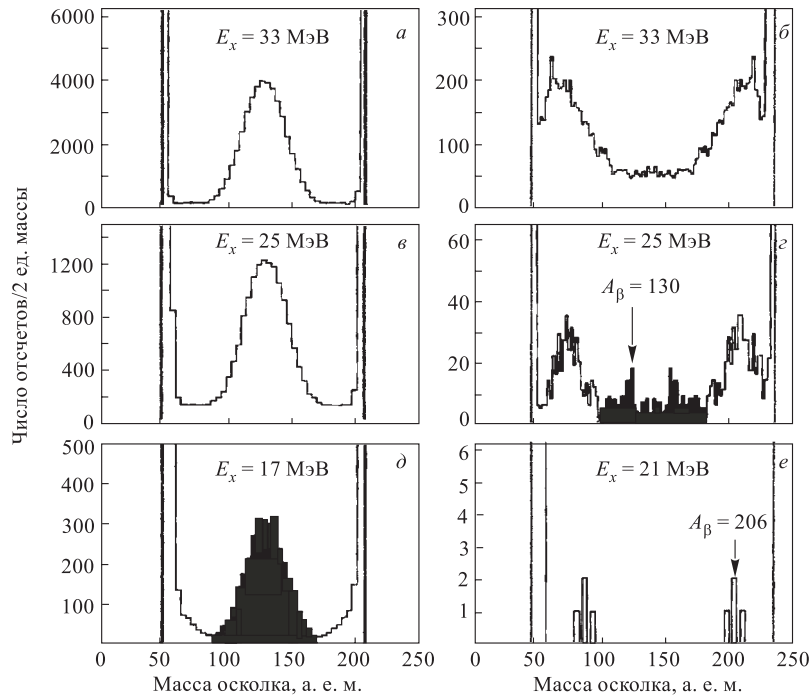 Число отсчетов/2 ед. массы
6000
4000
2000
0
E_x = 33 МэВ
а
300
200
100
0
E_x = 33 МэВ
б
1200
800
400
0
E_x = 25 МэВ
в
60
40
20
0
E_x = 25 МэВ
г
A_β = 130
500
400
300
200
100
E_x = 17 МэВ
д
6
5
4
3
2
1
E_x = 21 МэВ
е
A_β = 206
0 50 100 150 200 250
0 50 100 150 200 250
Масса осколка, а. е. м.
Масса осколка, а. е. м.